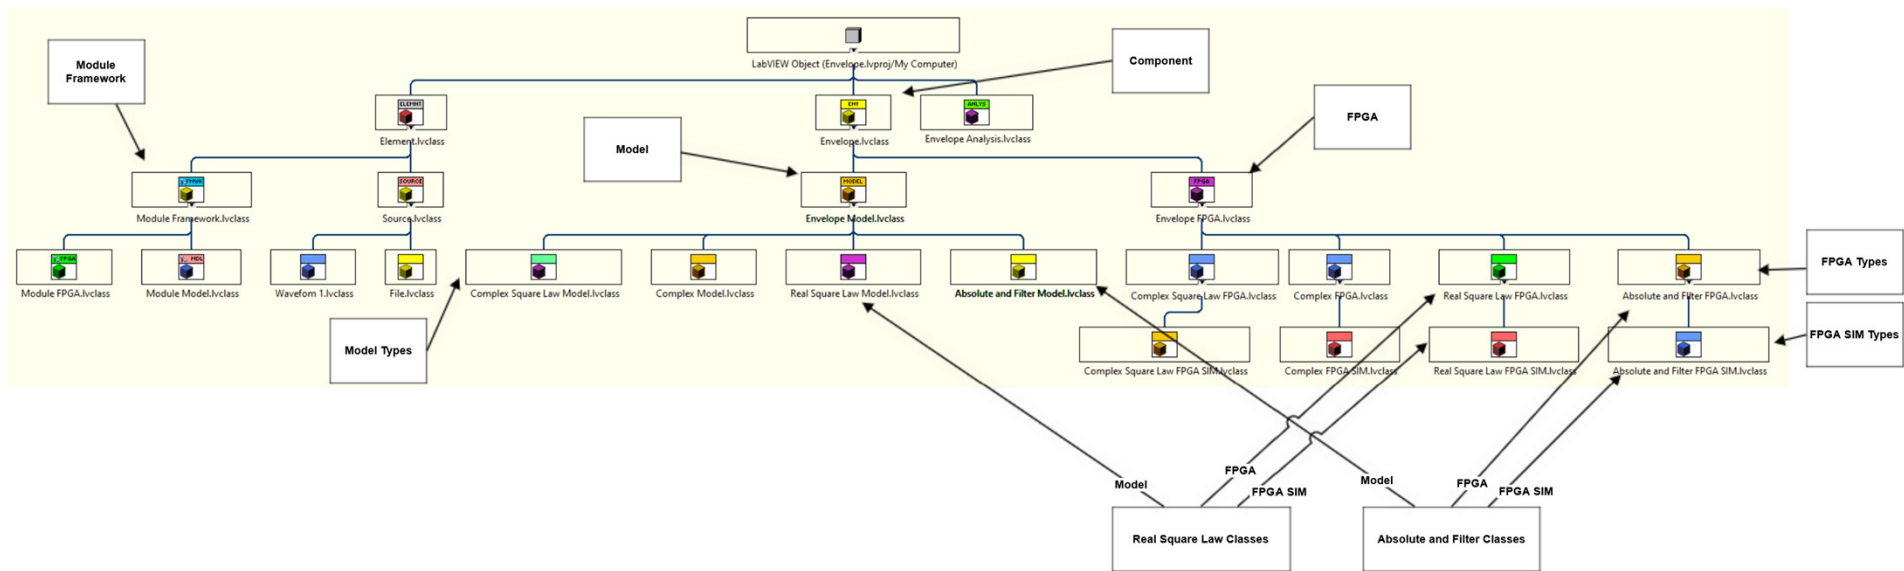 LabVIEW Object (Envelope.lvproj/My Computer)
Module
Framework
Component
ELEMNT
ENV
ANLYS
Element.lvclass
Envelope.lvclass
Envelope Analysis.lvclass
FPGA
Model
FMWK
SOURCE
MODEL
FPGA
Module Framework.lvclass
Source.lvclass
Envelope Model.lvclass
Envelope FPGA.lvclass
FPGA
MDL
Module FPGA.lvclass
Module Model.lvclass
Wavefom 1.lvclass
File.lvclass
Complex Square Law Model.lvclass
Complex Model.lvclass
Real Square Law Model.lvclass
Absolute and Filter Model.lvclass
Complex Square Law FPGA.lvclass
Complex FPGA.lvclass
Real Square Law FPGA.lvclass
Absolute and Filter FPGA.lvclass
FPGA Types
Model Types
FPGA SIM Types
Complex Square Law FPGA SIM.lvclass
Complex FPGA SIM.lvclass
Real Square Law FPGA SIM.lvclass
Absolute and Filter FPGA SIM.lvclass
Model
FPGA
FPGA SIM
Model
FPGA
FPGA SIM
Real Square Law Classes
Absolute and Filter Classes